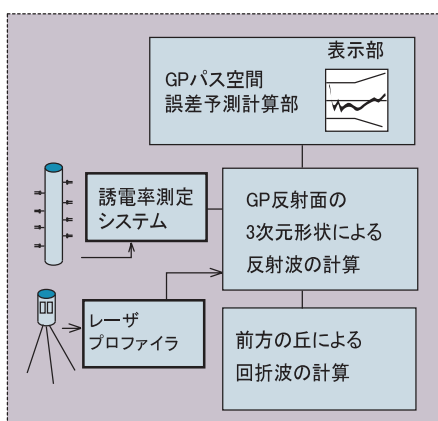 表示部
GPパス空間
誤差予測計算部
誘電率測定
システム
GP反射面の
3次元形状による
反射波の計算
レーザ
プロファイラ
前方の丘による
回折波の計算